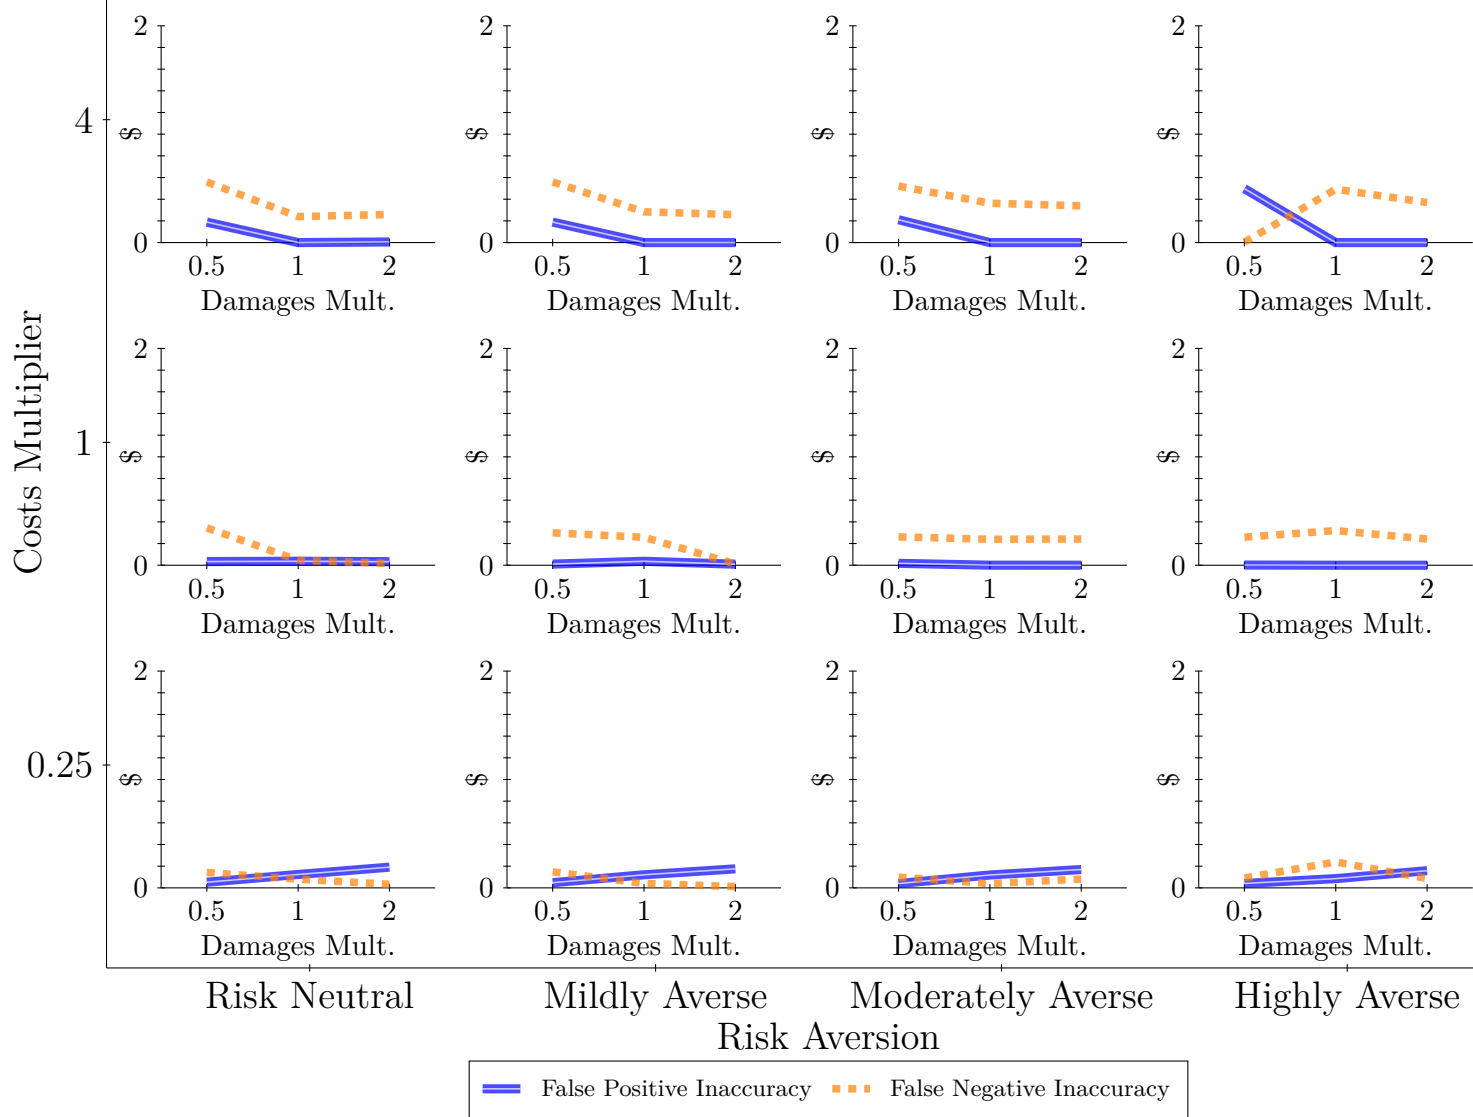 Costs Multiplier
4
2
$
0
0.5 1 2
Damages Mult.
2
$
0
0.5 1 2
Damages Mult.
2
$
0
0.5 1 2
Damages Mult.
2
$
0
0.5 1 2
Damages Mult.
1
2
$
0
0.5 1 2
Damages Mult.
2
$
0
0.5 1 2
Damages Mult.
2
$
0
0.5 1 2
Damages Mult.
2
$
0
0.5 1 2
Damages Mult.
0.25
2
$
0
0.5 1 2
Damages Mult.
2
$
0
0.5 1 2
Damages Mult.
2
$
0
0.5 1 2
Damages Mult.
2
$
0
0.5 1 2
Damages Mult.
Risk Neutral Mildly Averse Moderately Averse Highly Averse
Risk Aversion
False Positive Inaccuracy False Negative Inaccuracy